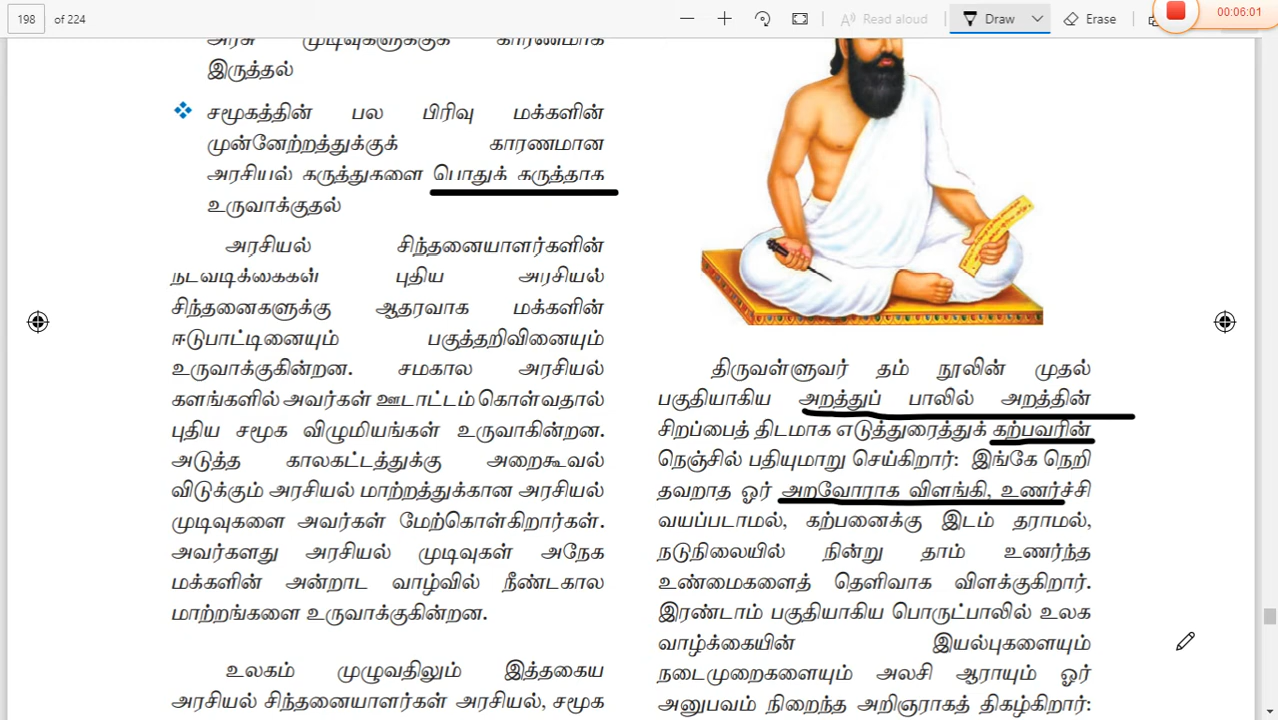 198 of 224 Read aloud Draw Erase 00:06:01
அரசு முடிவுகளுக்குக் காரணமாக
இருத்தல்
சமூகத்தின் பல பிரிவு மக்களின்
முன்னேற்றத்துக்குக் காரணமான
அரசியல் கருத்துகளை பொதுக் கருத்தாக
உருவாக்குதல்
அரசியல் சிந்தனையாளர்களின்
நடவடிக்கைகள் புதிய அரசியல்
சிந்தனைகளுக்கு ஆதரவாக மக்களின்
ஈடுபாட்டினையும் பகுத்தறிவினையும்
உருவாக்குகின்றன. சமகால அரசியல்
களங்களில் அவர்கள் ஊடாட்டம் கொள்வதால்
புதிய சமூக விழுமியங்கள் உருவாகின்றன.
அடுத்த காலகட்டத்துக்கு அறைகூவல்
விடுக்கும் அரசியல் மாற்றத்துக்கான அரசியல்
முடிவுகளை அவர்கள் மேற்கொள்கிறார்கள்.
அவர்களது அரசியல் முடிவுகள் அநேக
மக்களின் அன்றாட வாழ்வில் நீண்டகால
மாற்றங்களை உருவாக்குகின்றன.
உலகம் முழுவதிலும் இத்தகைய
அரசியல் சிந்தனையாளர்கள் அரசியல், சமூக
திருவள்ளுவர் தம் நூலின் முதல்
பகுதியாகிய அறத்துப் பாலில் அறத்தின்
சிறப்பைத் திடமாக எடுத்துரைத்துக் கற்பவரின்
நெஞ்சில் பதியுமாறு செய்கிறார்: இங்கே நெறி
தவறாத ஓர் அறவோராக விளங்கி, உணர்ச்சி
வயப்படாமல், கற்பனைக்கு இடம் தராமல்,
நடுநிலையில் நின்று தாம் உணர்ந்த
உண்மைகளைத் தெளிவாக விளக்குகிறார்.
இரண்டாம் பகுதியாகிய பொருட்பாலில் உலக
வாழ்க்கையின் இயல்புகளையும்
நடைமுறைகளையும் அலசி ஆராயும் ஓர்
அனுபவம் நிறைந்த அறிஞராகத் திகழ்கிறார்: